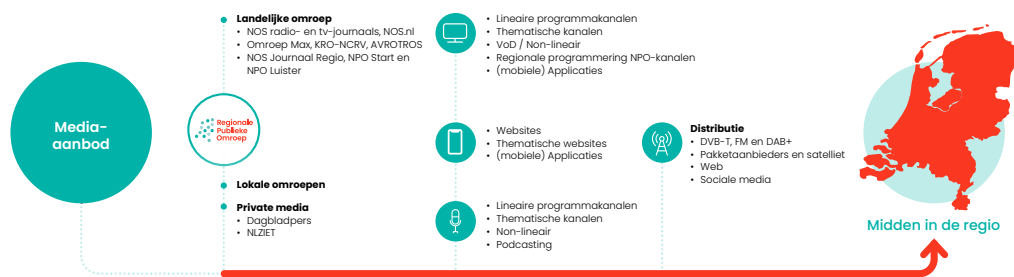 Media-
aanbod
Landelijke omroep
• NOS radio- en tv-journaals, NOS.nl
• Omroep Max, KRO-NCRV, AVROTROS
• NOS Journaal Regio, NPO Start en
NPO Luister
Regionale
Publieke
Omroep
Lokale omroepen
Private media
• Dagbladpers
• NLZIET
• Lineaire programmakanalen
• Thematische kanalen
• VoD / Non-lineair
• Regionale programmering NPO-kanalen
• (mobiele) Applicaties
• Websites
• Thematische websites
• (mobiele) Applicaties
• Lineaire programmakanalen
• Thematische kanalen
• Non-lineair
• Podcasting
Distributie
• DVB-T, FM en DAB+
• Pakketaanbieders en satelliet
• Web
• Sociale media
Midden in de regio